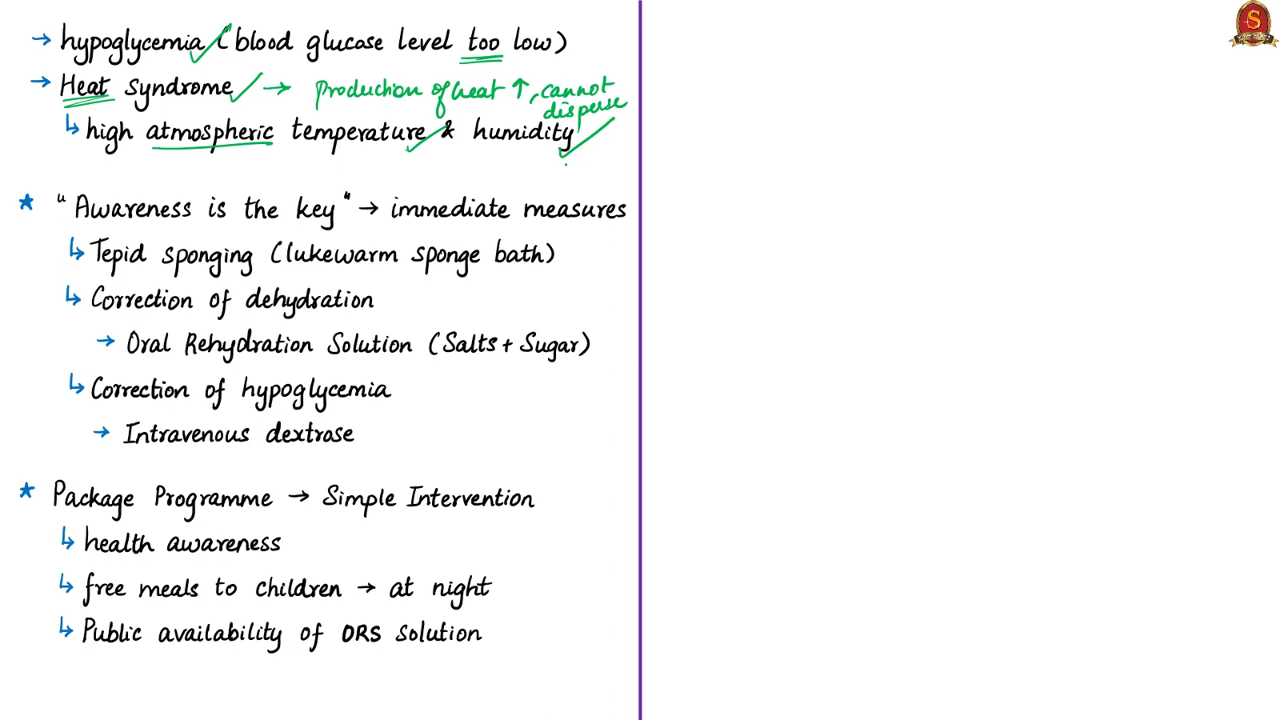 → hypoglycemia (blood glucose level too low)
→ Heat Syndrome → Production of heat ↑, cannot disperse
↳ high atmospheric temperature & humidity
* "Awareness is the key" → immediate measures
↳ Tepid sponging (lukewarm sponge bath)
↳ Correction of dehydration
→ Oral Rehydration Solution (Salts + Sugar)
↳ Correction of hypoglycemia
→ Intravenous dextrose
* Package Programme → Simple Intervention
↳ health awareness
↳ free meals to children → at night
↳ Public availability of ORS solution
S